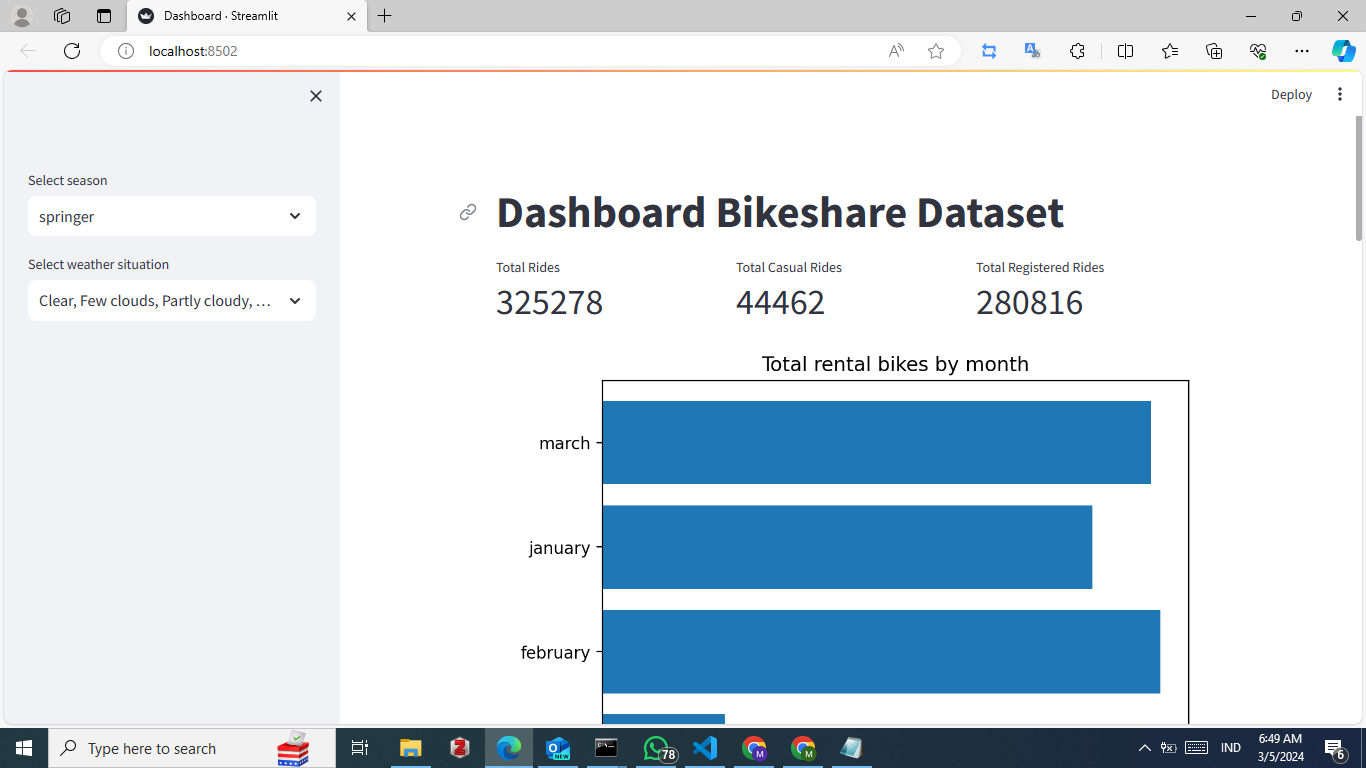 Dashboard · Streamlit
localhost:8502
Deploy
Select season
springer
Select weather situation
Clear, Few clouds, Partly cloudy, ...
Dashboard Bikeshare Dataset
Total Rides
Total Casual Rides
Total Registered Rides
325278
44462
280816
Total rental bikes by month
march
january
february
Type here to search
NEW
78
M
M
IND
6:49 AM
3/5/2024
6